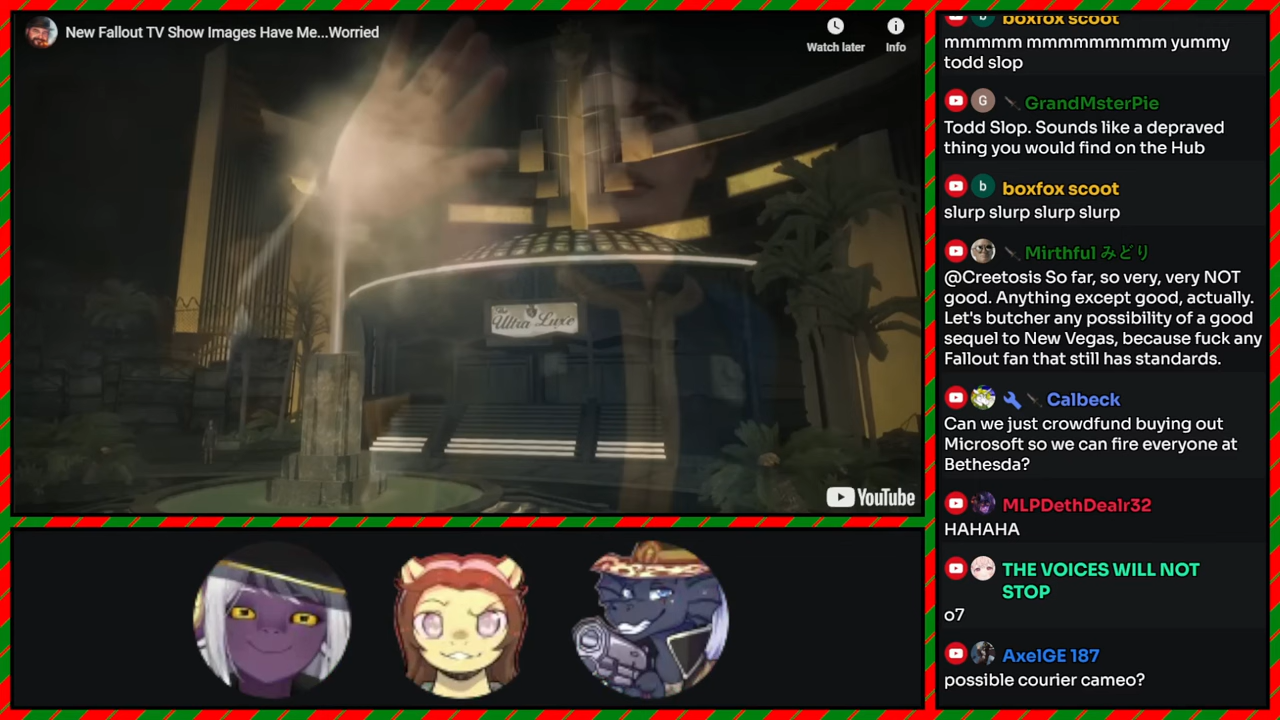 New Fallout TV Show Images Have Me...Worried
Watch later
Info
The
Ultra Luxe
YouTube
b
boxfox scoot
mmmmm mmmmmmmmm yummy
todd slop
G
GrandMsterPie
Todd Slop. Sounds like a depraved
thing you would find on the Hub
b
boxfox scoot
slurp slurp slurp slurp
Mirthful みどり
@Creetosis So far, so very, very NOT
good. Anything except good, actually.
Let's butcher any possibility of a good
sequel to New Vegas, because fuck any
Fallout fan that still has standards.
Calbeck
Can we just crowdfund buying out
Microsoft so we can fire everyone at
Bethesda?
MLPDethDealr32
HAHAHA
THE VOICES WILL NOT
STOP
o7
AxelGE 187
possible courier cameo?